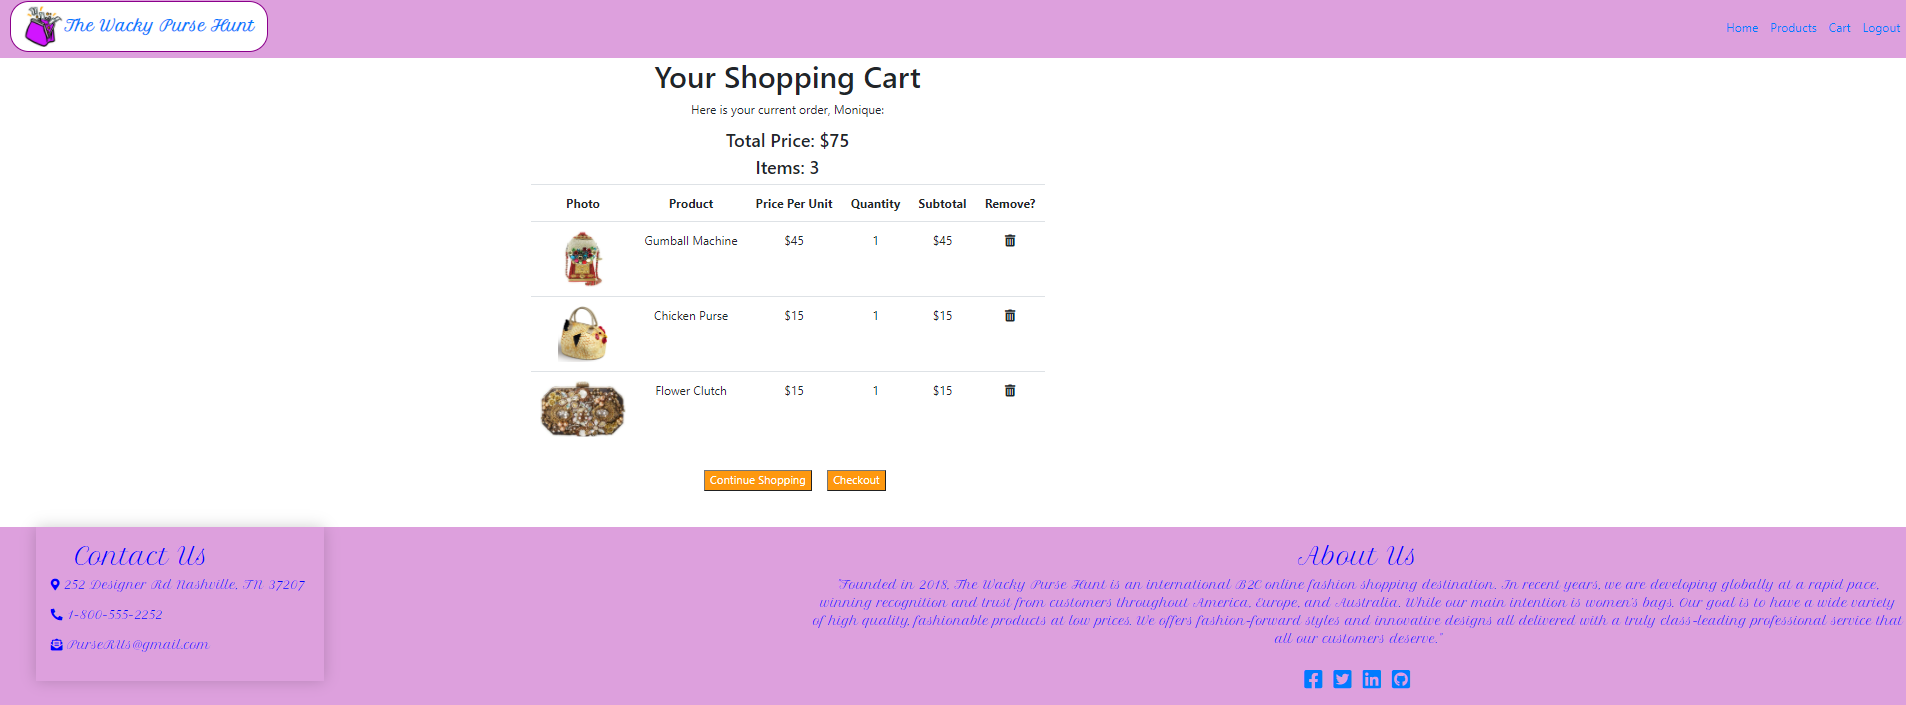 The Wacky Purse Hunt
Home Products Cart Logout
Your Shopping Cart
Here is your current order, Monique:
Total Price: $75
Items: 3
Photo Product Price Per Unit Quantity Subtotal Remove?
Gumball Machine $45 1 $45
Chicken Purse $15 1 $15
Flower Clutch $15 1 $15
Continue Shopping Checkout
Contact Us
252 Designer Rd Nashville, TN 37207
1-800-555-2252
PurseRUs@gmail.com
About Us
"Founded in 2018, The Wacky Purse Hunt is an international B2C online fashion shopping destination. In recent years, we are developing globally at a rapid pace,
winning recognition and trust from customers throughout America, Europe, and Australia. While our main intention is women's bags. Our goal is to have a wide variety
of high quality, fashionable products at low prices. We offers fashion-forward styles and innovative designs all delivered with a truly class-leading professional service that
all our customers deserve."